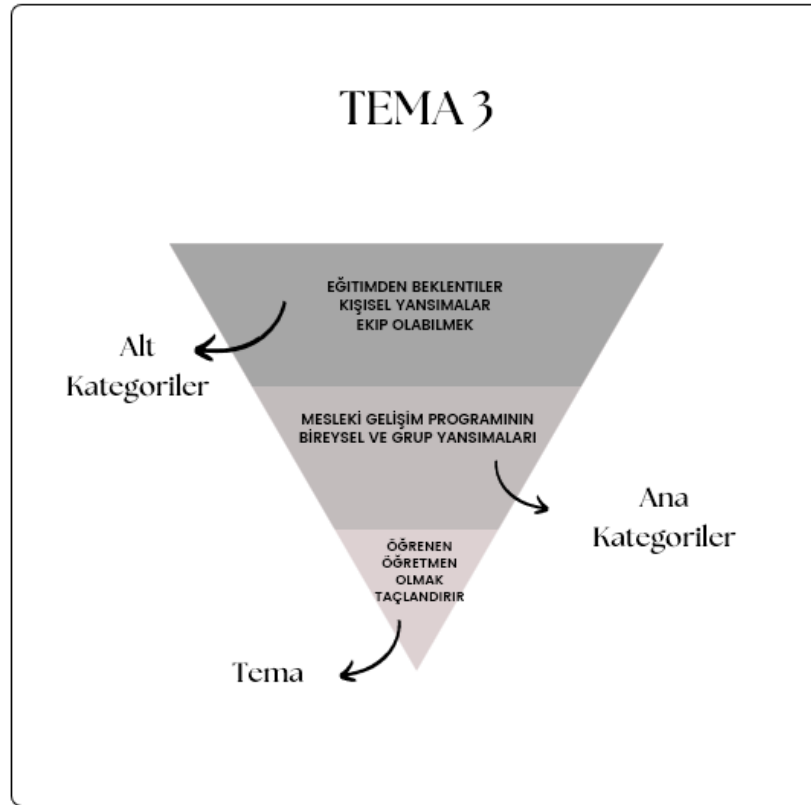 TEMA 3
EĞITIMDEN BEKLENTILER
KIŞISEL YANSIMALAR
EKIP OLABILMEK
Alt
Kategoriler
MESLEKİ GELİŞİM PROGRAMININ
BİREYSEL VE GRUP YANSIMALARI
Ana
Kategoriler
ÖĞRENEN
ÖĞRETMEN
OLMAK
TAÇLANDIRIR
Tema